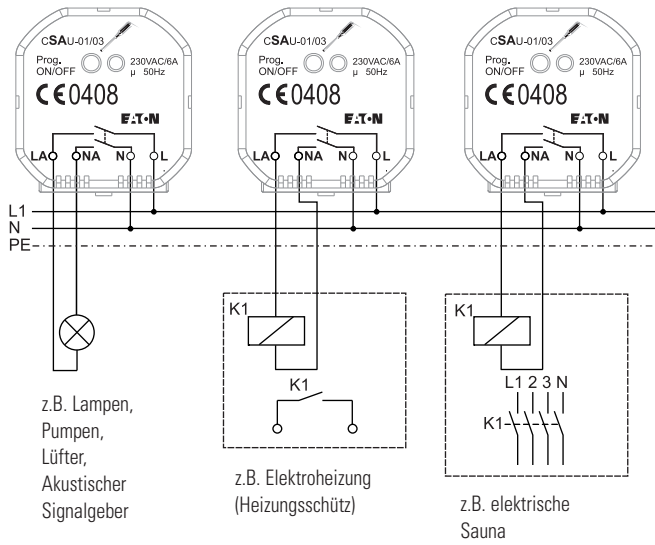 CSAU-01/03
Prog.
ON/OFF
230VAC/6A
µ 50Hz
CE0408
EATON
LA NA N L
CSAU-01/03
Prog.
ON/OFF
230VAC/6A
µ 50Hz
CE0408
EATON
LA NA N L
CSAU-01/03
Prog.
ON/OFF
230VAC/6A
µ 50Hz
CE0408
EATON
LA NA N L
L1
N
PE
K1
K1
K1
L1 2 3 N
K1
z.B. Lampen,
Pumpen,
Lüfter,
Akustischer
Signalgeber
z.B. Elektroheizung
(Heizungsschütz)
z.B. elektrische
Sauna